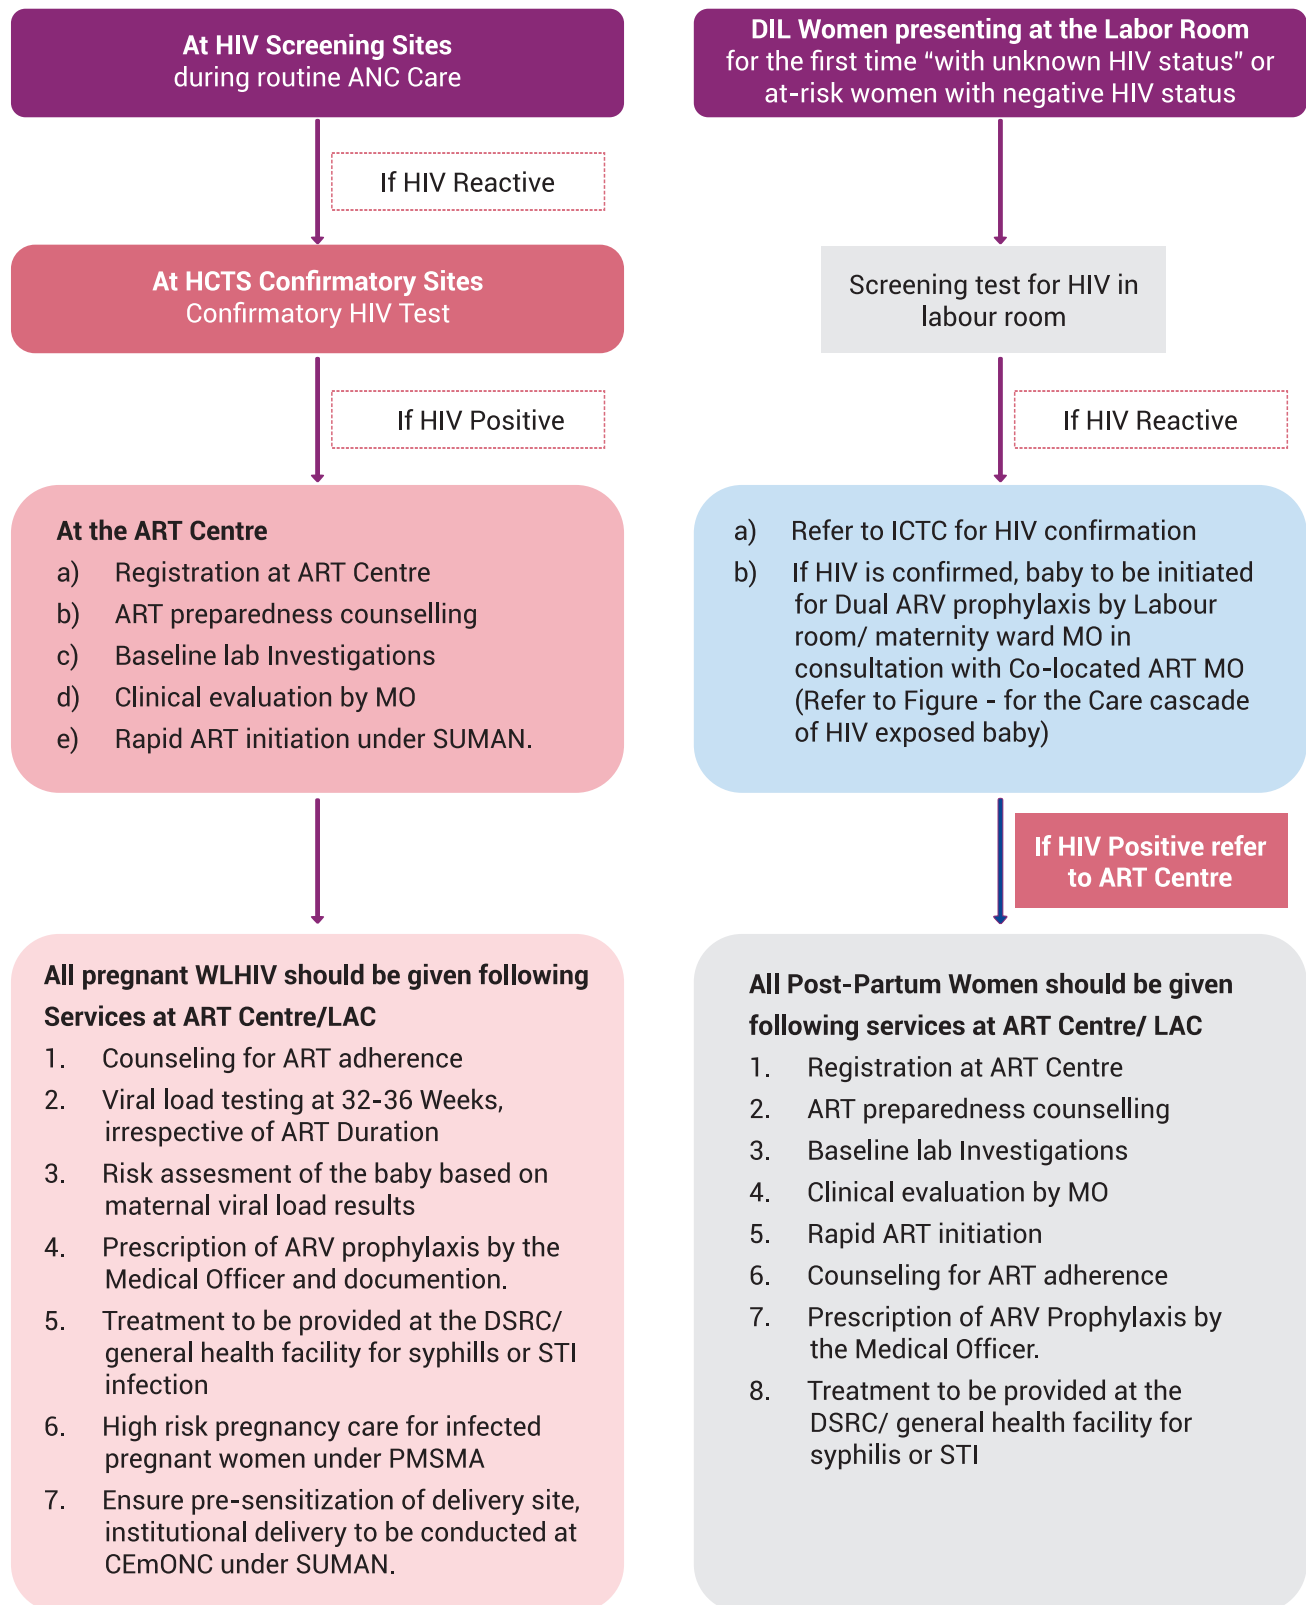 At HIV Screening Sites
during routine ANC Care
If HIV Reactive
At HCTS Confirmatory Sites
Confirmatory HIV Test
If HIV Positive
At the ART Centre
a) Registration at ART Centre
b) ART preparedness counselling
c) Baseline lab Investigations
d) Clinical evaluation by MO
e) Rapid ART initiation under SUMAN.
All pregnant WLHIV should be given following
Services at ART Centre/LAC
1. Counseling for ART adherence
2. Viral load testing at 32-36 Weeks,
irrespective of ART Duration
3. Risk assesment of the baby based on
maternal viral load results
4. Prescription of ARV prophylaxis by the
Medical Officer and documention.
5. Treatment to be provided at the DSRC/
general health facility for syphills or STI
infection
6. High risk pregnancy care for infected
pregnant women under PMSMA
7. Ensure pre-sensitization of delivery site,
institutional delivery to be conducted at
CEmONC under SUMAN.
DIL Women presenting at the Labor Room
for the first time “with unknown HIV status” or
at-risk women with negative HIV status
Screening test for HIV in
labour room
If HIV Reactive
a) Refer to ICTC for HIV confirmation
b) If HIV is confirmed, baby to be initiated
for Dual ARV prophylaxis by Labour
room/ maternity ward MO in
consultation with Co-located ART MO
(Refer to Figure - for the Care cascade
of HIV exposed baby)
If HIV Positive refer
to ART Centre
All Post-Partum Women should be given
following services at ART Centre/ LAC
1. Registration at ART Centre
2. ART preparedness counselling
3. Baseline lab Investigations
4. Clinical evaluation by MO
5. Rapid ART initiation
6. Counseling for ART adherence
7. Prescription of ARV Prophylaxis by
the Medical Officer.
8. Treatment to be provided at the
DSRC/ general health facility for
syphilis or STI